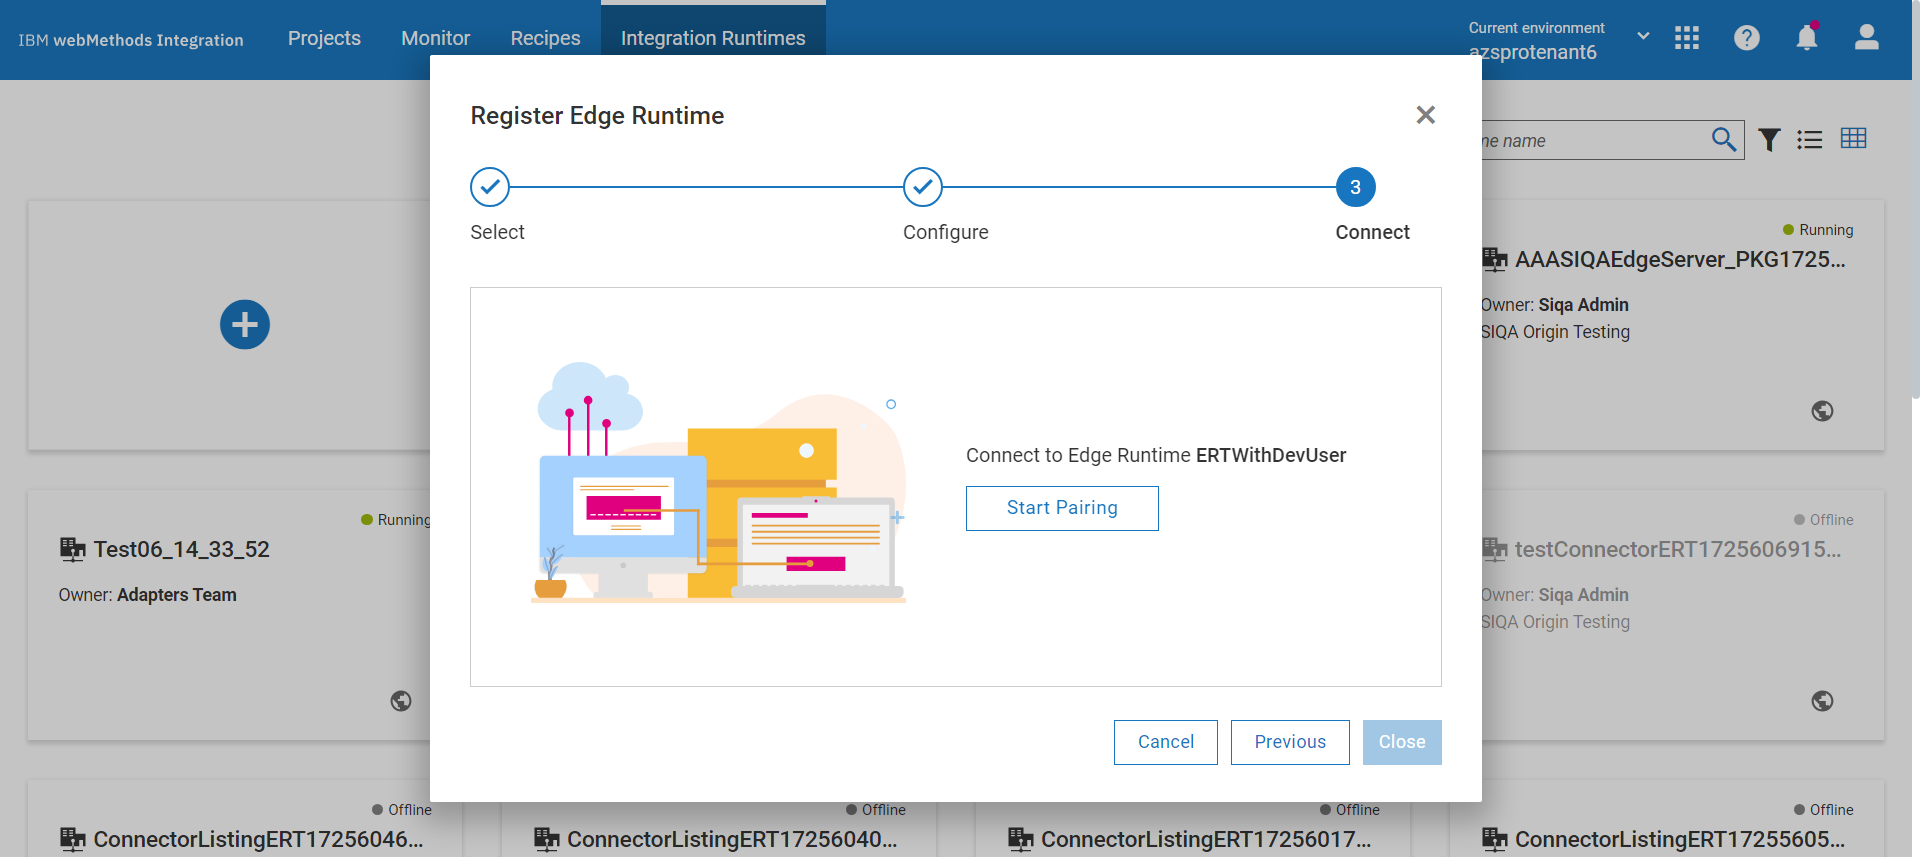 IBM webMethods Integration
Projects
Monitor
Recipes
Integration Runtimes
Current environment
azsprotenant6
Register Edge Runtime
me name
3
Select
Configure
Connect
Running
AAASIQAEdgeServer_PKG1725...
Owner: Siqa Admin
SIQA Origin Testing
Connect to Edge Runtime ERTWithDevUser
Start Pairing
Running
Test06_14_33_52
Owner: Adapters Team
Offline
testConnectorERT1725606915...
Owner: Siqa Admin
SIQA Origin Testing
Cancel
Previous
Close
Offline
ConnectorListingERT17256046...
Offline
ConnectorListingERT17256040...
Offline
ConnectorListingERT17256017...
Offline
ConnectorListingERT17255605...